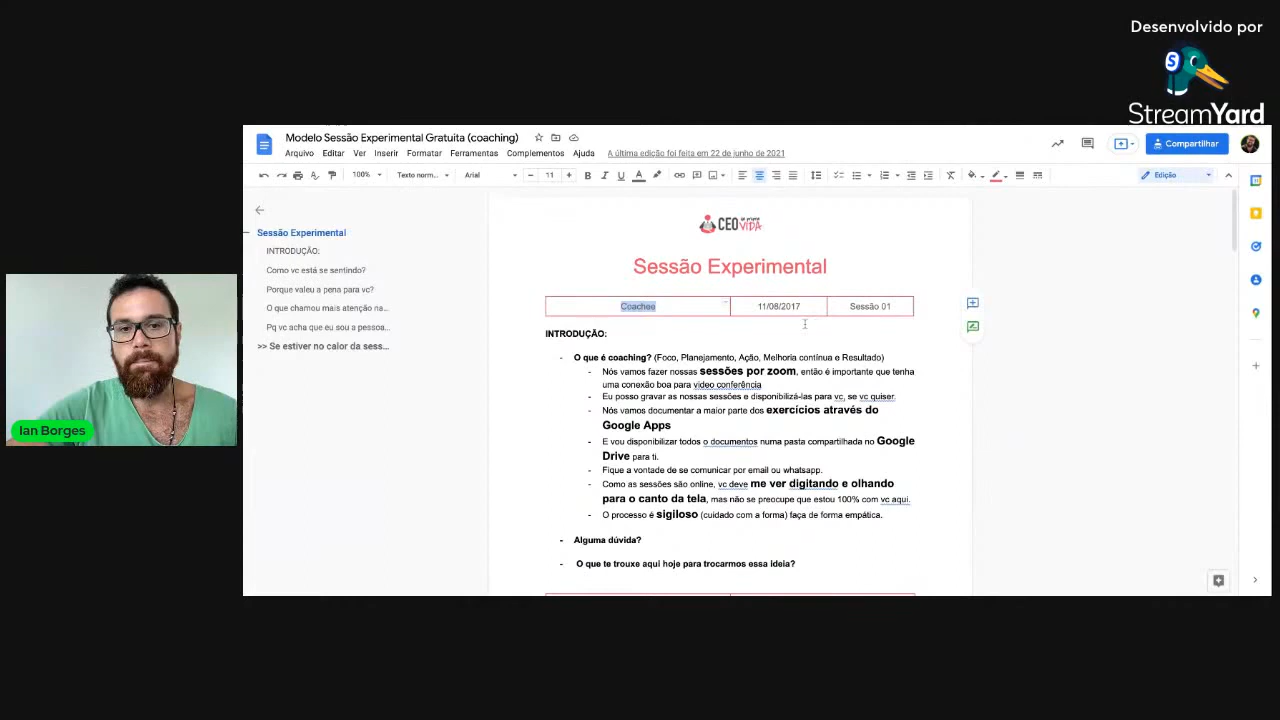 Desenvolvido por
StreamYard
Modelo Sessão Experimental Gratuita (coaching)
Arquivo Editar Ver Inserir Formatar Ferramentas Complementos Ajuda A última edição foi feita em 22 de junho de 2021
Compartilhar
100% Texto norm... Arial 11 Edição
Sessão Experimental
INTRODUÇÃO:
Como vc está se sentindo?
Porque valeu a pena para vc?
O que chamou mais atenção na...
Pq vc acha que eu sou a pessoa...
>> Se estiver no calor da sess...
CEO da própria VIDA
Sessão Experimental
Coachee 11/08/2017 Sessão 01
INTRODUÇÃO:
- O que é coaching? (Foco, Planejamento, Ação, Melhoria contínua e Resultado)
- Nós vamos fazer nossas sessões por zoom, então é importante que tenha
uma conexão boa para video conferência
- Eu posso gravar as nossas sessões e disponibilizá-las para vc, se vc quiser.
- Nós vamos documentar a maior parte dos exercícios através do
Google Apps
- E vou disponibilizar todos o documentos numa pasta compartilhada no Google
Drive para ti.
- Fique a vontade de se comunicar por email ou whatsapp.
- Como as sessões são online, vc deve me ver digitando e olhando
para o canto da tela, mas não se preocupe que estou 100% com vc aqui.
- O processo é sigiloso (cuidado com a forma) faça de forma empática.
- Alguma dúvida?
- O que te trouxe aqui hoje para trocarmos essa ideia?
Ian Borges